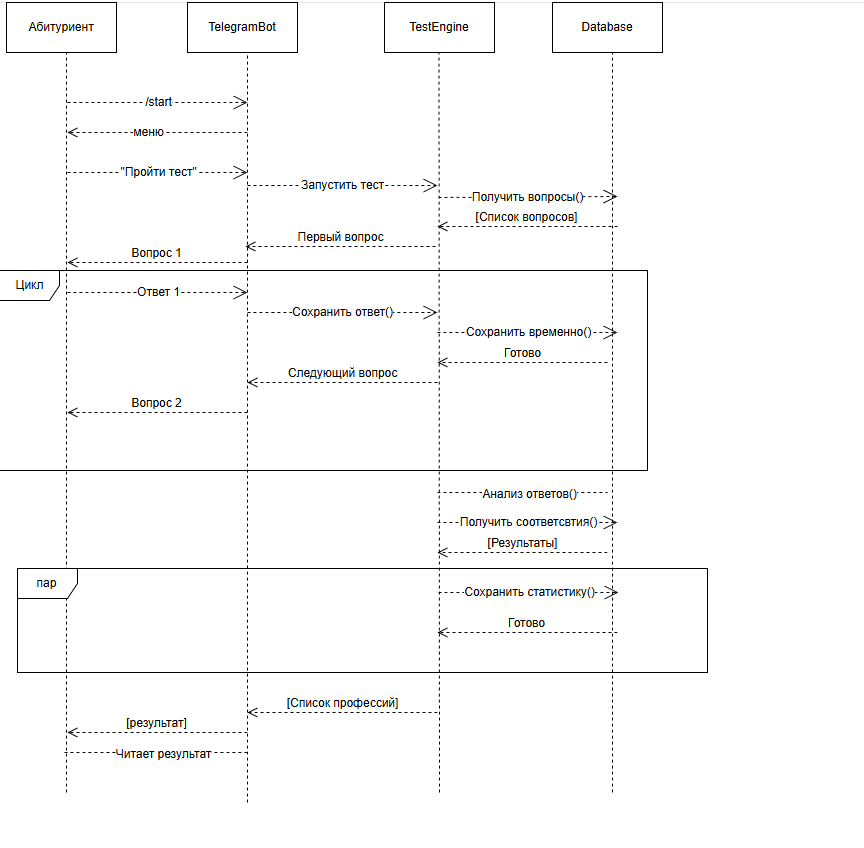 Абитуриент
TelegramBot
TestEngine
Database
/start
меню
"Пройти тест"
Запустить тест
Получить вопросы()
[Список вопросов]
Первый вопрос
Вопрос 1
Цикл
Ответ 1
Сохранить ответ()
Сохранить временно()
Готово
Следующий вопрос
Вопрос 2
Анализ ответов()
Получить соответсвтия()
[Результаты]
пар
Сохранить статистику()
Готово
[Список профессий]
[результат]
Читает результат